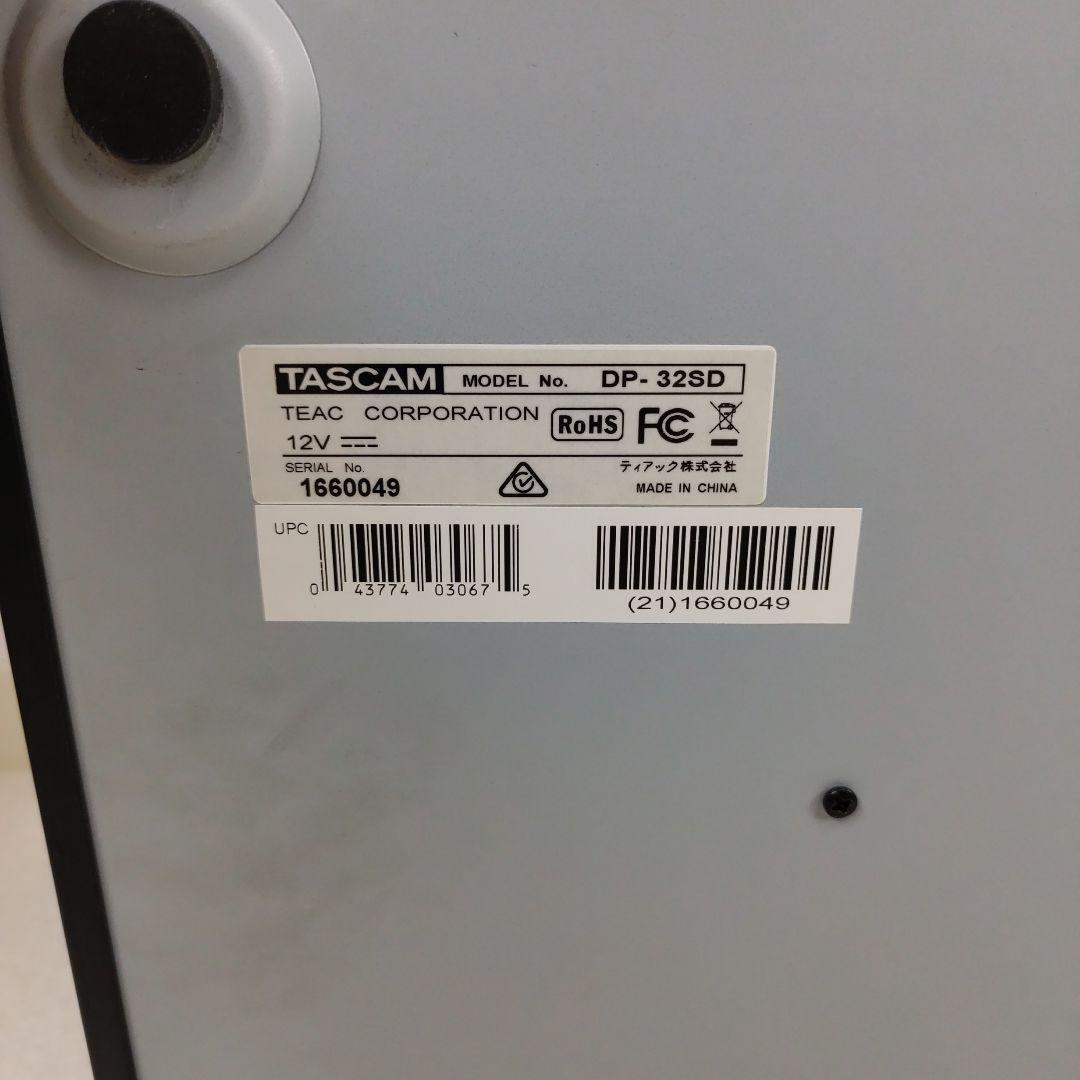 TASCAM MODEL No. DP- 32SD
TEAC CORPORATION RoHS FC
12V
SERIAL No. ティアック株式会社
1660049 MADE IN CHINA
UPC
0 43774 03067 5
(21)1660049